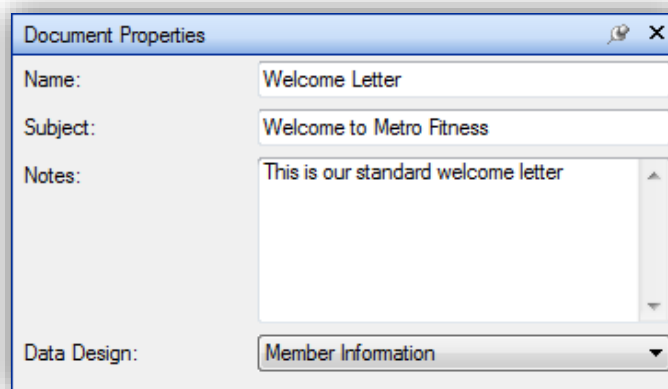 Document Properties
Name: Welcome Letter
Subject: Welcome to Metro Fitness
Notes: This is our standard welcome letter
Data Design: Member Information